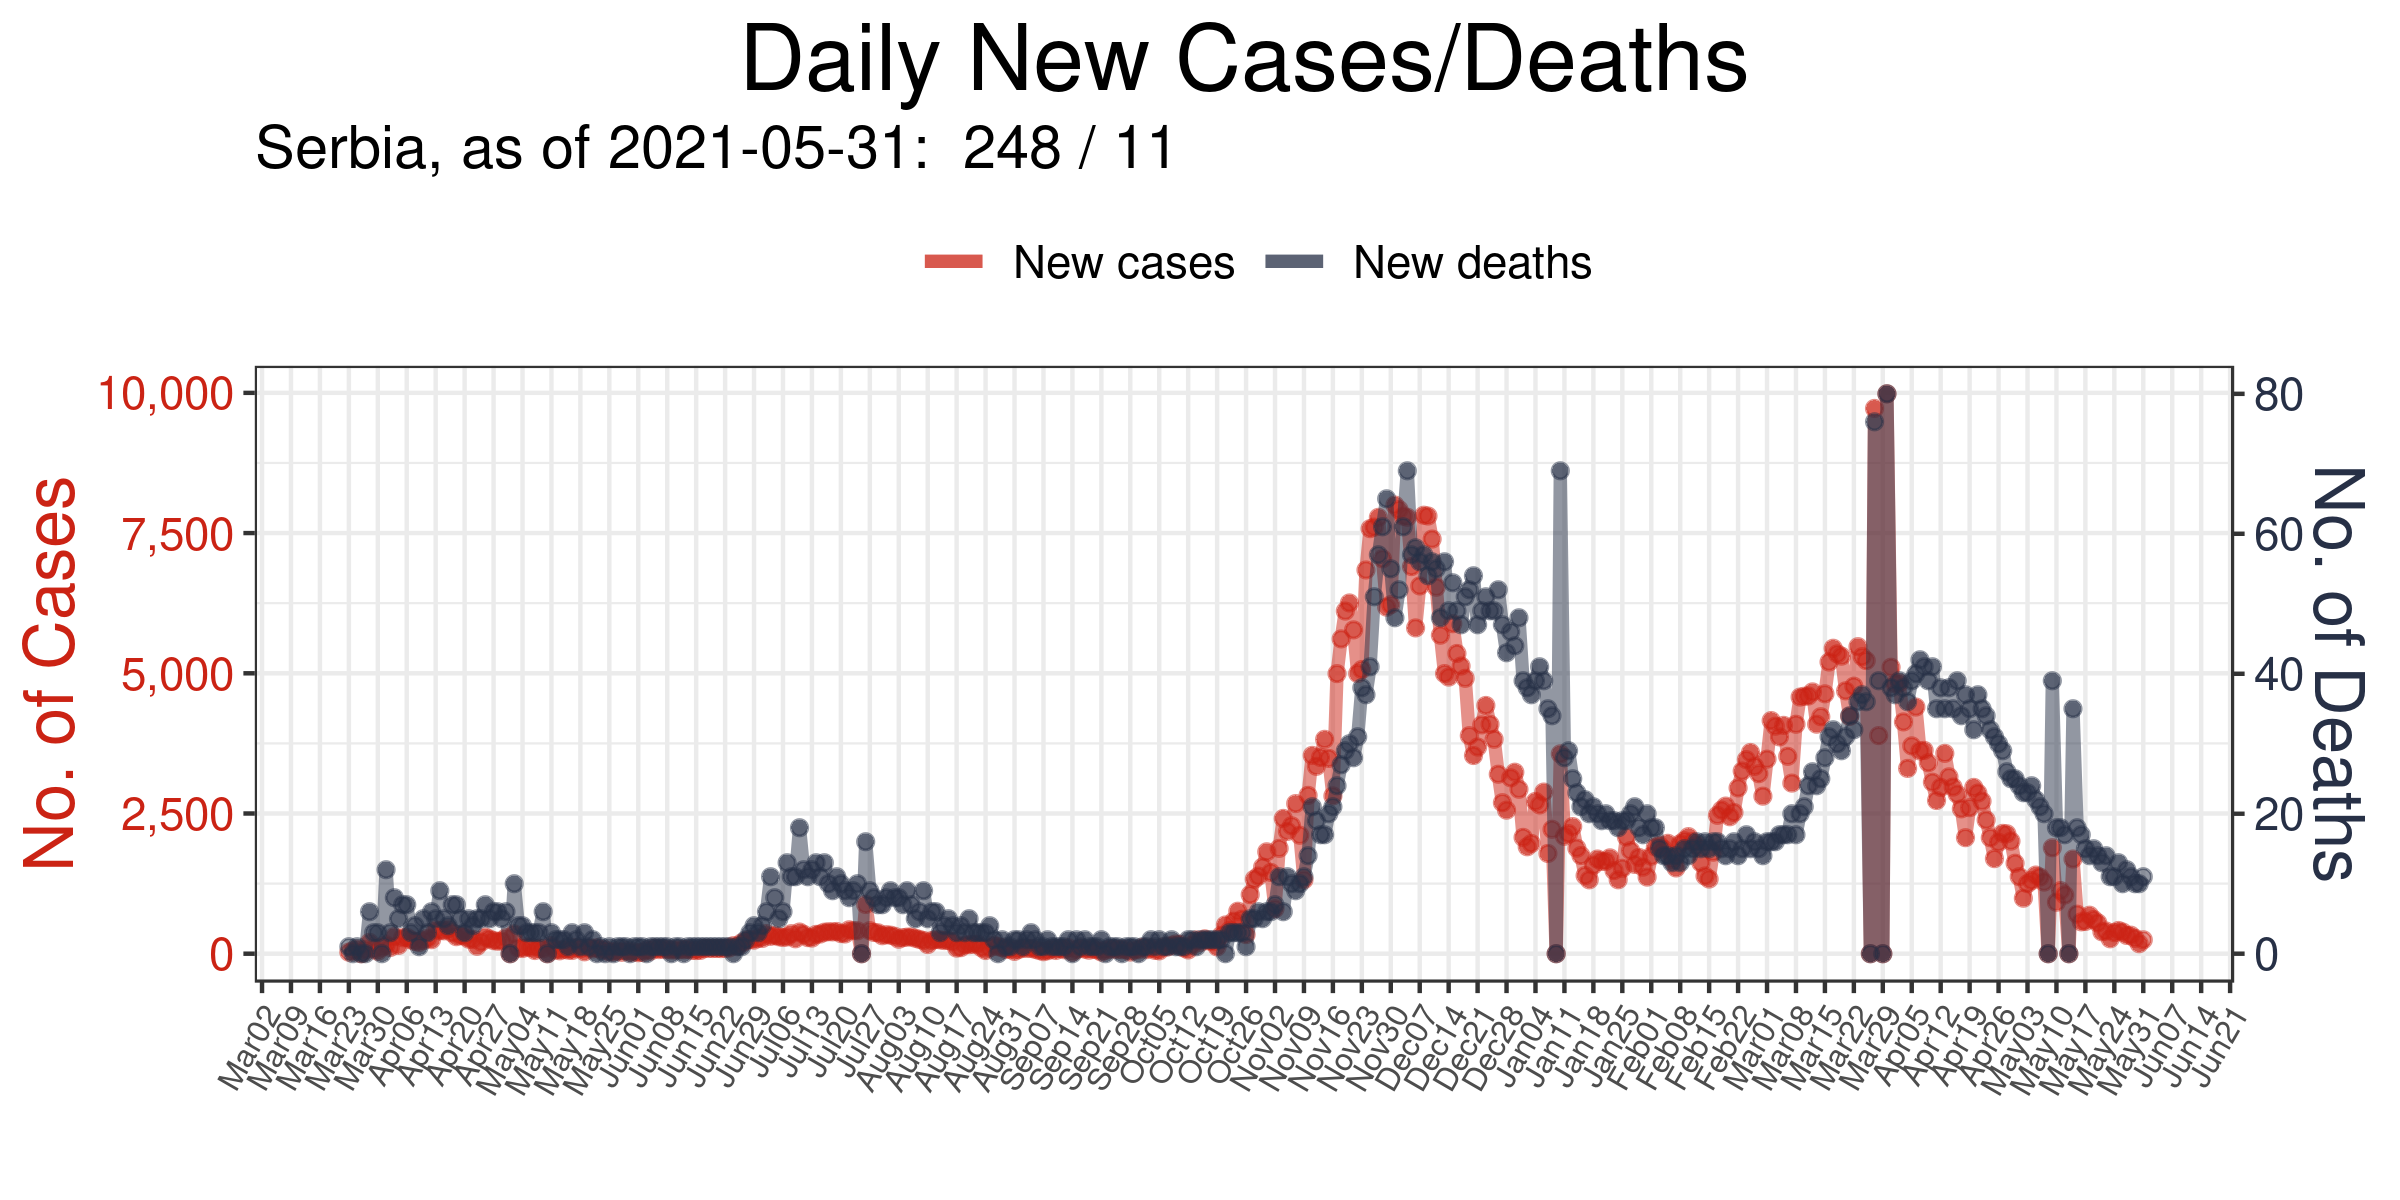 Daily New Cases/Deaths
Serbia, as of 2021-05-31:  248 / 11
New cases
New deaths
No. of Cases
10,000
7,500
5,000
2,500
0
80
60
40
20
0
No. of Deaths
Mar02
Mar09
Mar16
Mar23
Mar30
Apr06
Apr13
Apr20
Apr27
May04
May11
May18
May25
Jun01
Jun08
Jun15
Jun22
Jun29
Jul06
Jul13
Jul20
Jul27
Aug03
Aug10
Aug17
Aug24
Aug31
Sep07
Sep14
Sep21
Sep28
Oct05
Oct12
Oct19
Oct26
Nov02
Nov09
Nov16
Nov23
Nov30
Dec07
Dec14
Dec21
Dec28
Jan04
Jan11
Jan18
Jan25
Feb01
Feb08
Feb15
Feb22
Mar01
Mar08
Mar15
Mar22
Mar29
Apr05
Apr12
Apr19
Apr26
May03
May10
May17
May24
May31
Jun07
Jun14
Jun21